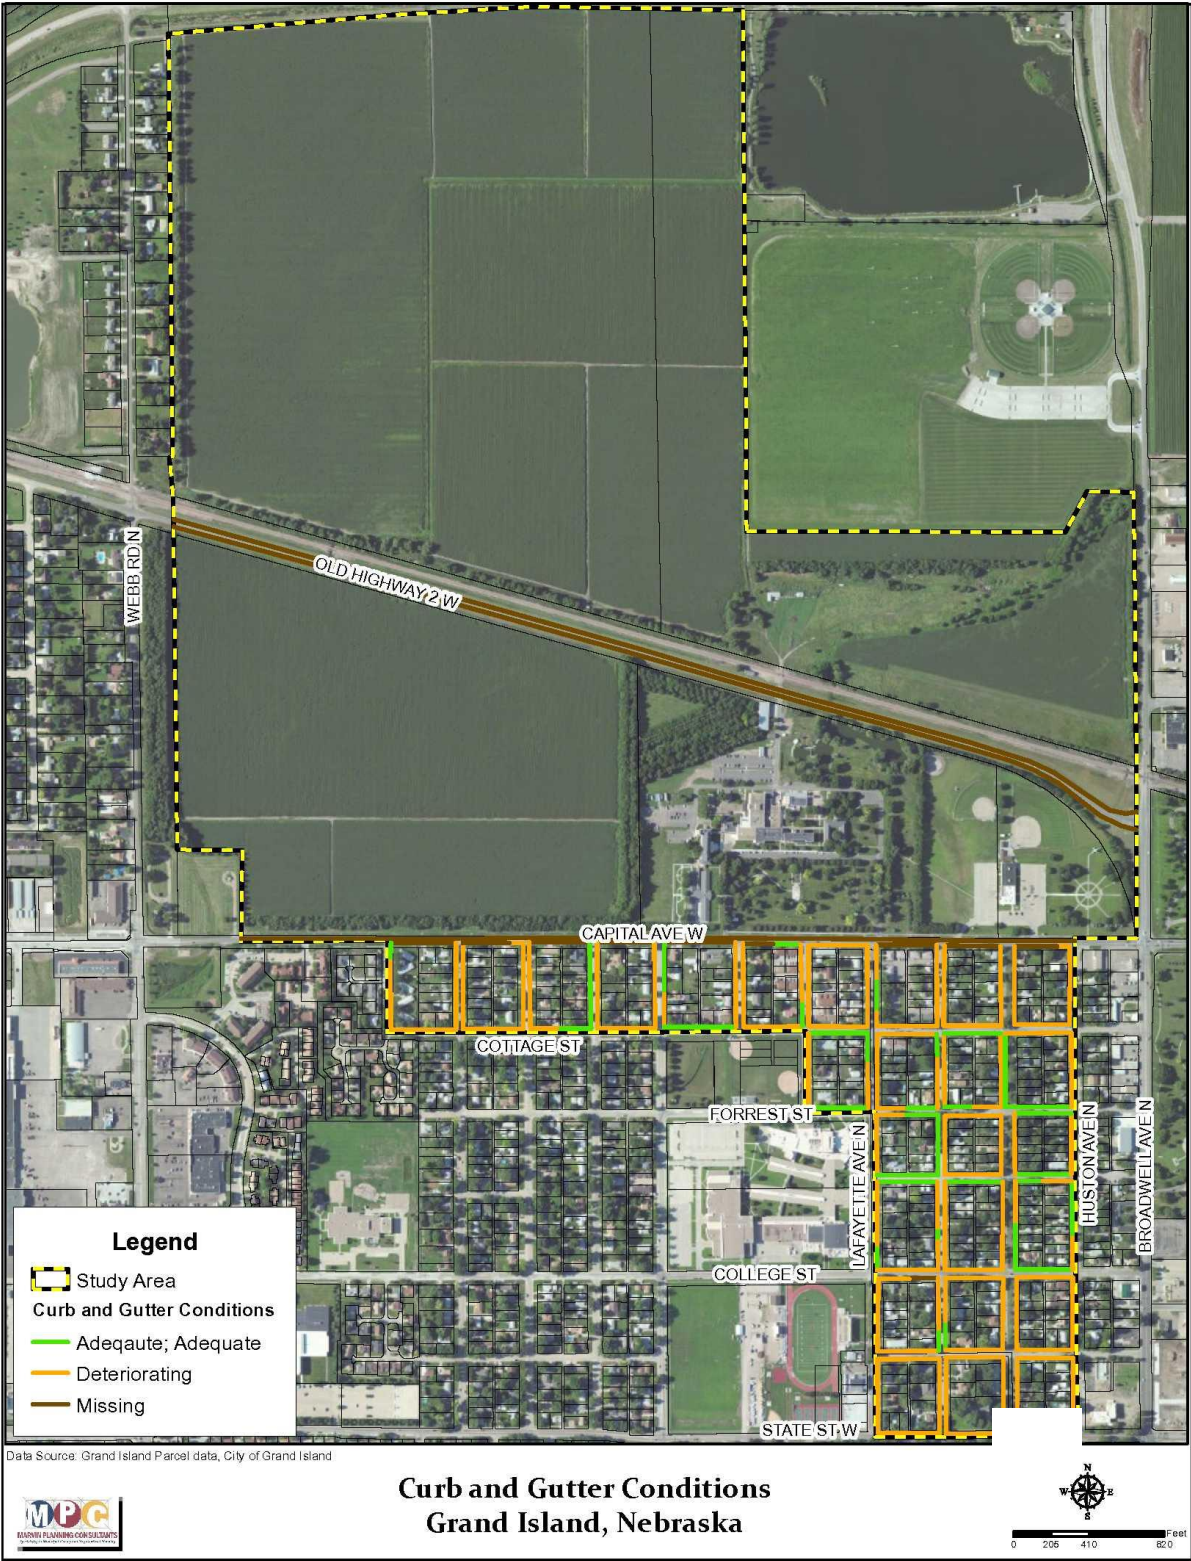 WEBB RD N
OLD HIGHWAY 2 W
CAPITAL AVE W
COTTAGE ST
FORREST ST
LAFAYETTE AVE N
HUSTON AVE N
BROADWELL AVE N
COLLEGE ST
STATE ST W
Legend
Study Area
Curb and Gutter Conditions
Adeqaute; Adequate
Deteriorating
Missing
Data Source: Grand Island Parcel data, City of Grand Island
Curb and Gutter Conditions
Grand Island, Nebraska
MPC
MARVIN PLANNING CONSULTANTS
N
W E
S
Feet
0 205 410 820